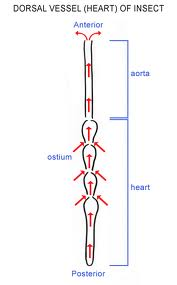 DORSAL VESSEL (HEART) OF INSECT
Anterior
aorta
ostium
heart
Posterior